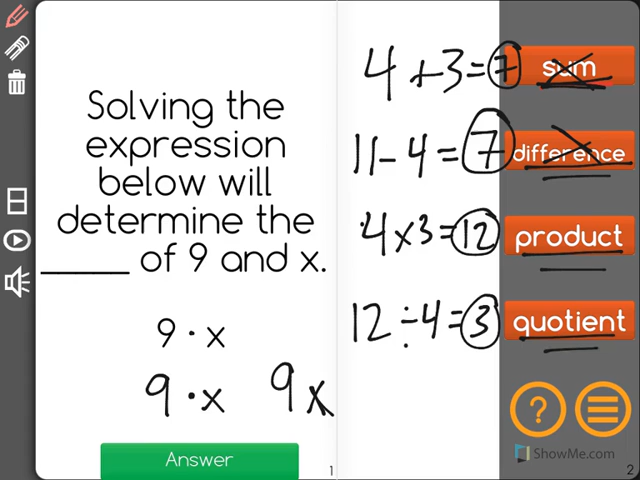 Solving the
expression
below will
determine the
_____ of 9 and x.
9 · x
9 · x 9x
Answer
1
4 + 3 = 7 sum
11 - 4 = 7 difference
4 x 3 = 12 product
12 ÷ 4 = 3 quotient
?
ShowMe.com
2